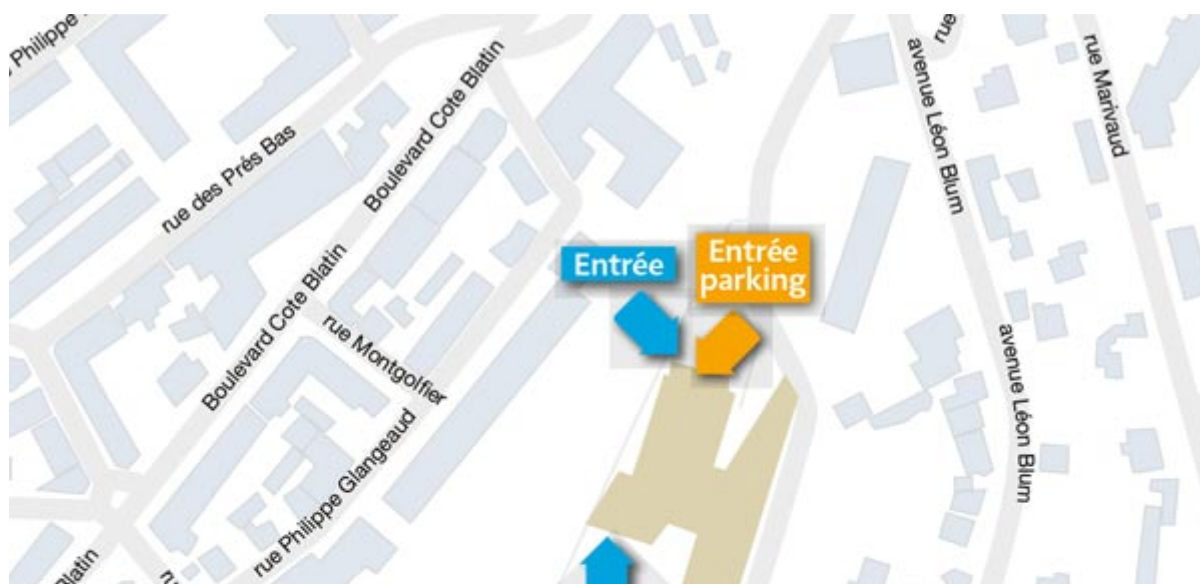 Philippe
Boulevard Cote Blatin
rue
avenue Léon Blum
rue Marivaud
rue des Prés Bas
Entrée
Entrée
parking
Boulevard Cote Blatin
rue Montgolfier
avenue Léon Blum
rue Philippe Glangeaud
Blatin